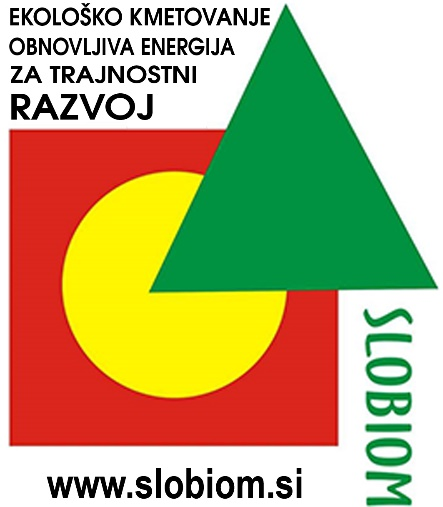 EKOLOŠKO KMETOVANJE
OBNOVLJIVA ENERGIJA
ZA TRAJNOSTNI
RAZVOJ
SLOBIOM
www.slobiom.si